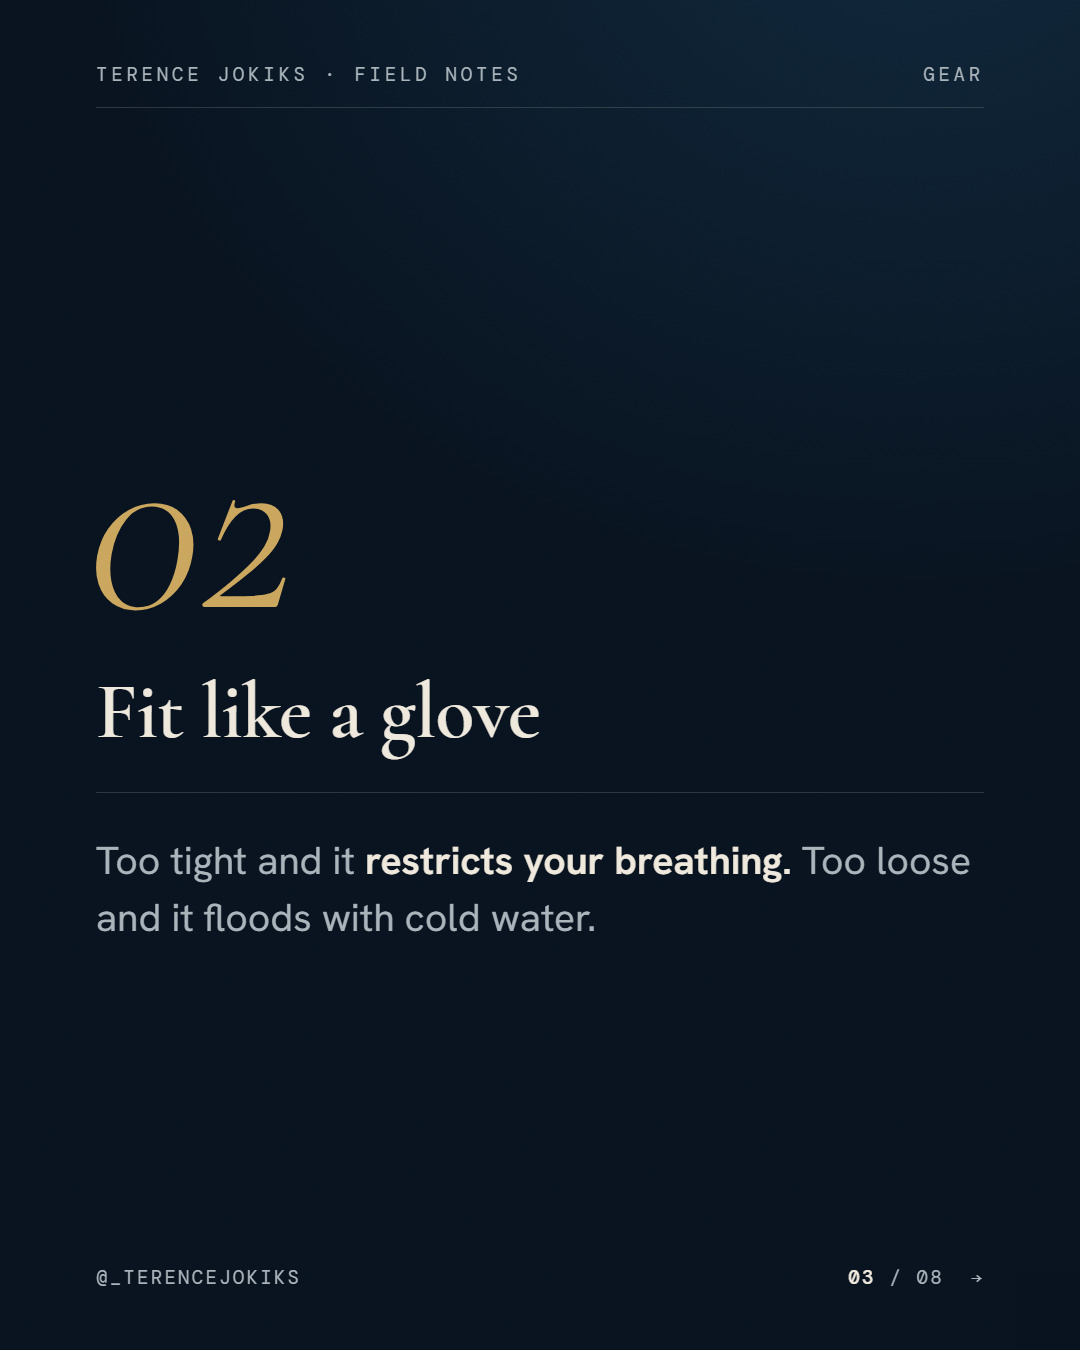 TERENCE JOKIKS · FIELD NOTES
GEAR
02
Fit like a glove
Too tight and it restricts your breathing. Too loose
and it floods with cold water.
@_TERENCEJOKIKS
03 / 08 →